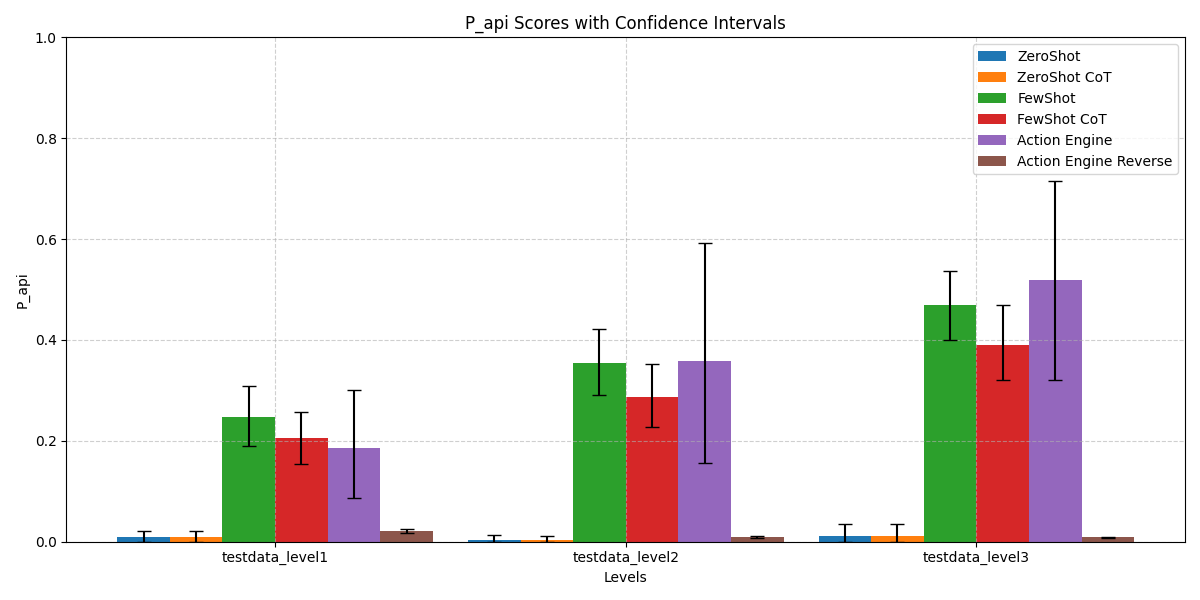 P_api Scores with Confidence Intervals
1.0
0.8
0.6
0.4
0.2
0.0
P_api
ZeroShot
ZeroShot CoT
FewShot
FewShot CoT
Action Engine
Action Engine Reverse
testdata_level1
testdata_level2
testdata_level3
Levels